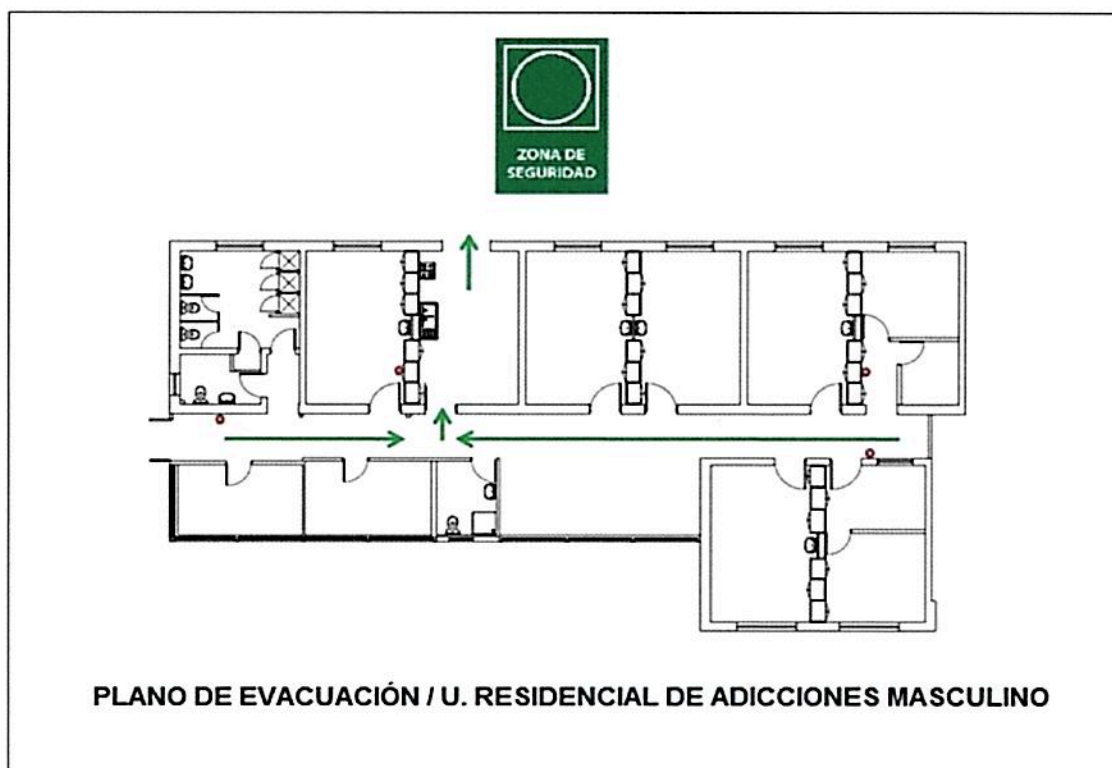 ZONA DE
SEGURIDAD
PLANO DE EVACUACIÓN / U. RESIDENCIAL DE ADICCIONES MASCULINO